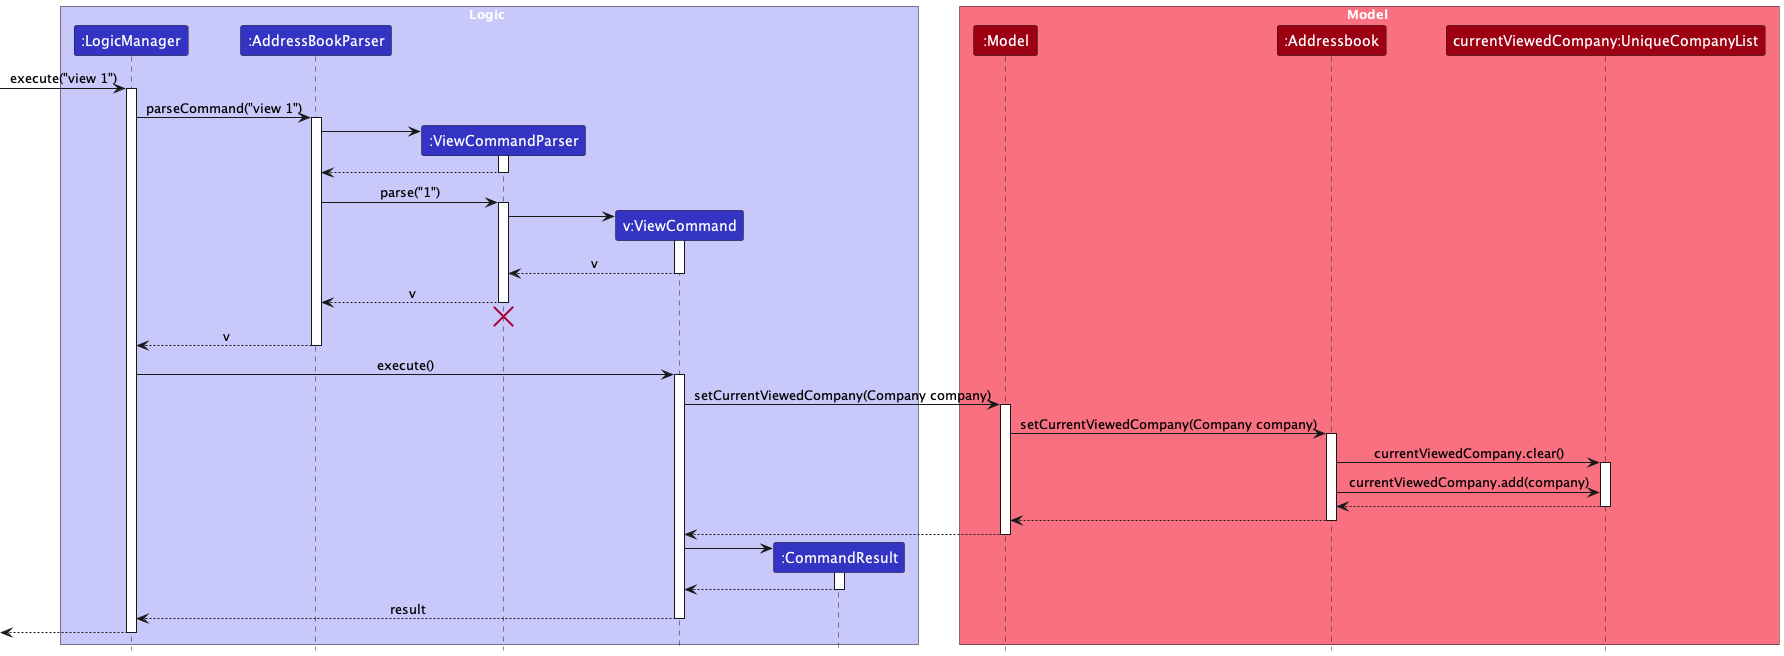 Logic
Model
:LogicManager
:AddressBookParser
:Model
:Addressbook
currentViewedCompany:UniqueCompanyList
execute("view 1")
parseCommand("view 1")
:ViewCommandParser
parse("1")
v:ViewCommand
v
v
v
execute()
setCurrentViewedCompany(Company company)
setCurrentViewedCompany(Company company)
currentViewedCompany.clear()
currentViewedCompany.add(company)
:CommandResult
result